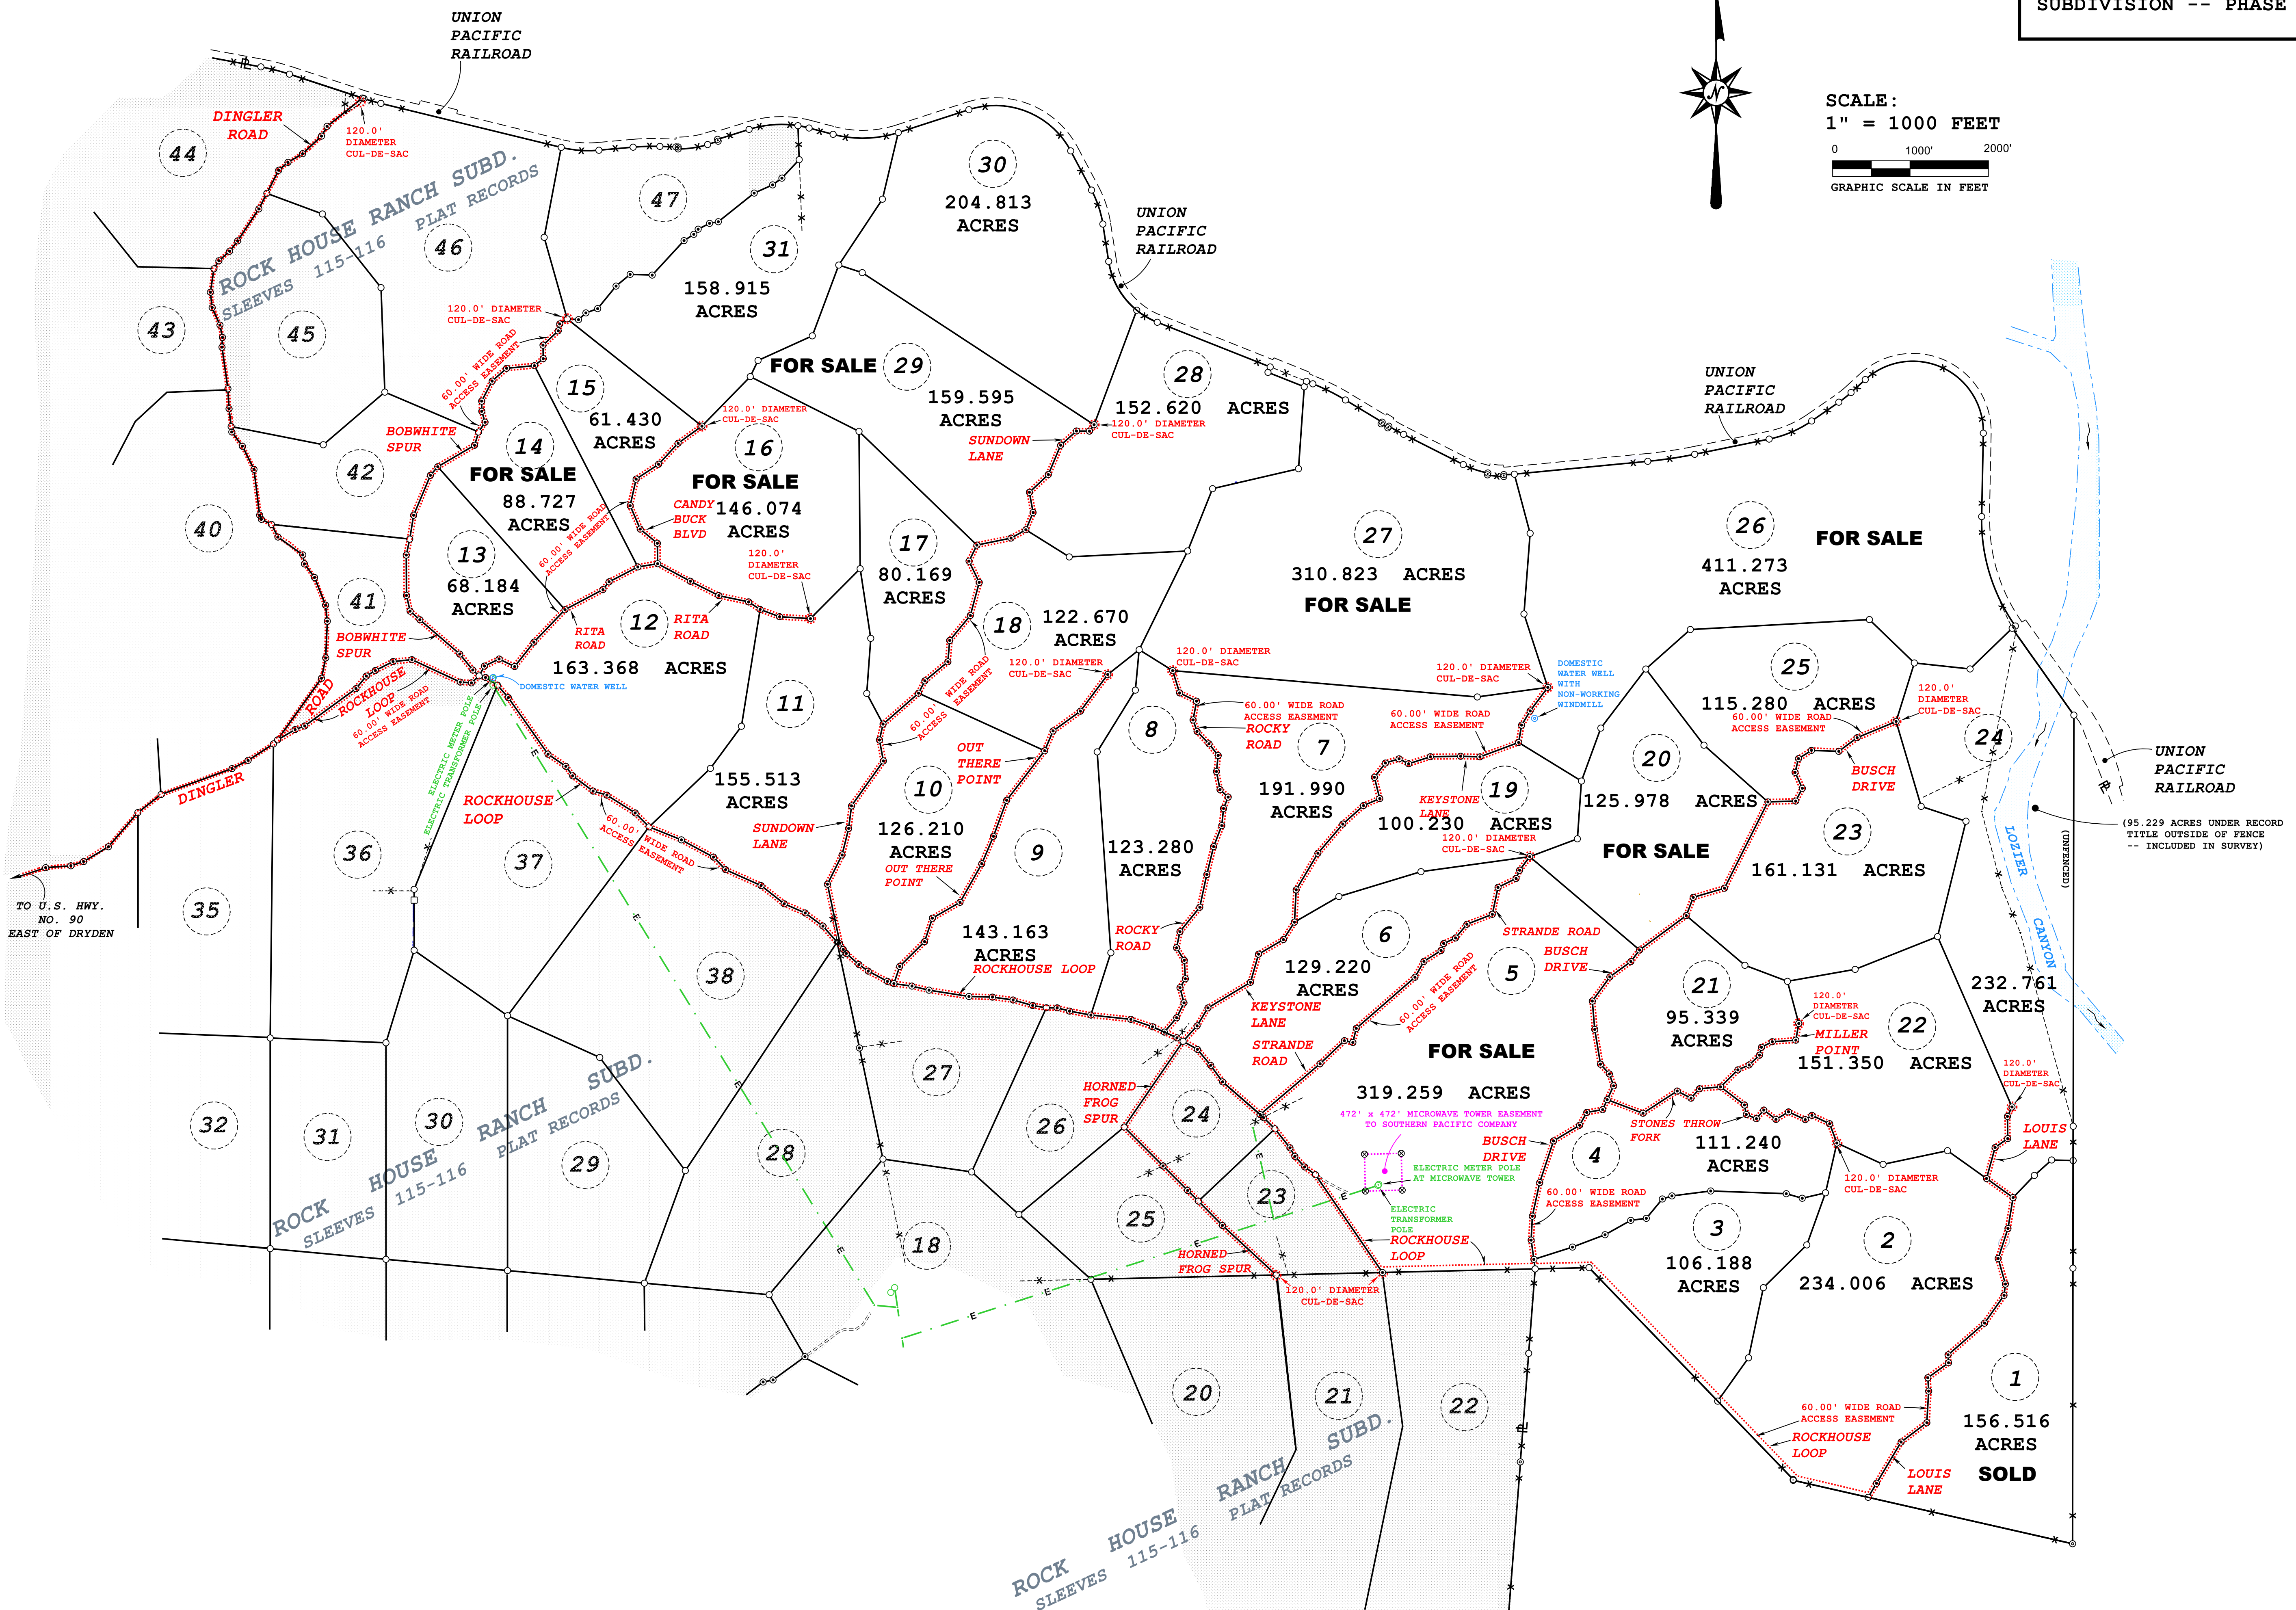 SUBDIVISION -- PHASE
UNION
PACIFIC
RAILROAD
SCALE:
1" = 1000 FEET
0 1000' 2000'
GRAPHIC SCALE IN FEET
N
PL
DINGLER
ROAD
120.0'
DIAMETER
CUL-DE-SAC
44
ROCK HOUSE RANCH SUBD.
SLEEVES 115-116 PLAT RECORDS
47
46
45
43
42
40
41
30
204.813
ACRES
UNION
PACIFIC
RAILROAD
31
158.915
ACRES
120.0' DIAMETER
CUL-DE-SAC
60.00' WIDE ROAD
ACCESS EASEMENT
FOR SALE
29
159.595
ACRES
28
152.620 ACRES
120.0' DIAMETER
CUL-DE-SAC
SUNDOWN
LANE
UNION
PACIFIC
RAILROAD
15
61.430
ACRES
120.0' DIAMETER
CUL-DE-SAC
BOBWHITE
SPUR
14
FOR SALE
88.727
ACRES
16
FOR SALE
146.074
ACRES
CANDY
BUCK
BLVD
60.00' WIDE ROAD
ACCESS EASEMENT
120.0'
DIAMETER
CUL-DE-SAC
13
68.184
ACRES
17
80.169
ACRES
27
310.823 ACRES
FOR SALE
26
411.273
ACRES
FOR SALE
12
163.368 ACRES
RITA
ROAD
RITA
ROAD
BOBWHITE
SPUR
18
122.670
ACRES
60.00' WIDE ROAD
ACCESS EASEMENT
120.0' DIAMETER
CUL-DE-SAC
120.0' DIAMETER
CUL-DE-SAC
120.0' DIAMETER
CUL-DE-SAC
DOMESTIC
WATER WELL
WITH
NON-WORKING
WINDMILL
DOMESTIC WATER WELL
ROCKHOUSE
LOOP
60.00' WIDE ROAD
ACCESS EASEMENT
DINGLER
ROAD
ELECTRIC METER POLE
ELECTRIC TRANSFORMER POLE
25
115.280 ACRES
60.00' WIDE ROAD
ACCESS EASEMENT
120.0'
DIAMETER
CUL-DE-SAC
24
11
155.513
ACRES
8
123.280
ACRES
60.00' WIDE ROAD
ACCESS EASEMENT
ROCKY
ROAD
7
191.990
ACRES
60.00' WIDE ROAD
ACCESS EASEMENT
KEYSTONE
LANE
19
100.230 ACRES
120.0' DIAMETER
CUL-DE-SAC
20
125.978 ACRES
FOR SALE
BUSCH
DRIVE
23
161.131 ACRES
UNION
PACIFIC
RAILROAD
PL
(95.229 ACRES UNDER RECORD
TITLE OUTSIDE OF FENCE
-- INCLUDED IN SURVEY)
(UNFENCED)
LOZIER
CANYON
ROCKHOUSE
LOOP
60.00' WIDE ROAD
ACCESS EASEMENT
SUNDOWN
LANE
10
126.210
ACRES
OUT
THERE
POINT
OUT THERE
POINT
9
143.163
ACRES
ROCKHOUSE LOOP
36
37
35
38
TO U.S. HWY.
NO. 90
EAST OF DRYDEN
ROCKY
ROAD
6
129.220
ACRES
STRANDE ROAD
60.00' WIDE ROAD
ACCESS EASEMENT
5
BUSCH
DRIVE
KEYSTONE
LANE
STRANDE
ROAD
FOR SALE
319.259 ACRES
21
95.339
ACRES
120.0'
DIAMETER
CUL-DE-SAC
MILLER
POINT
22
151.350 ACRES
232.761
ACRES
120.0'
DIAMETER
CUL-DE-SAC
LOUIS
LANE
472' x 472' MICROWAVE TOWER EASEMENT
TO SOUTHERN PACIFIC COMPANY
ELECTRIC METER POLE
AT MICROWAVE TOWER
ELECTRIC
TRANSFORMER
POLE
BUSCH
DRIVE
STONES THROW
FORK
4
111.240
ACRES
60.00' WIDE ROAD
ACCESS EASEMENT
120.0' DIAMETER
CUL-DE-SAC
HORNED
FROG
SPUR
27
26
24
32
31
30
29
28
ROCK HOUSE RANCH SUBD.
SLEEVES 115-116 PLAT RECORDS
18
25
23
HORNED
FROG SPUR
ROCKHOUSE
LOOP
120.0' DIAMETER
CUL-DE-SAC
3
106.188
ACRES
2
234.006 ACRES
20
21
22
PL
1
156.516
ACRES
SOLD
60.00' WIDE ROAD
ACCESS EASEMENT
ROCKHOUSE
LOOP
LOUIS
LANE
ROCK HOUSE RANCH SUBD.
SLEEVES 115-116 PLAT RECORDS